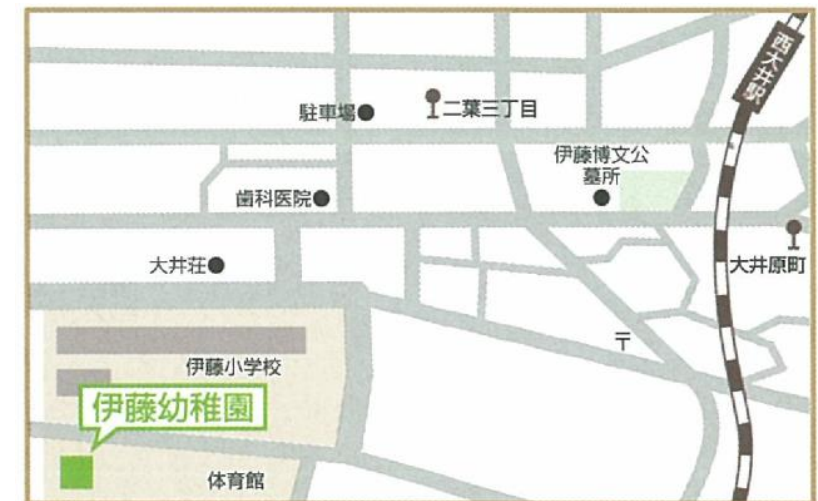 西大井駅
駐車場
二葉三丁目
伊藤博文公
墓所
歯科医院
大井原町
大井荘
〒
伊藤小学校
伊藤幼稚園
体育館